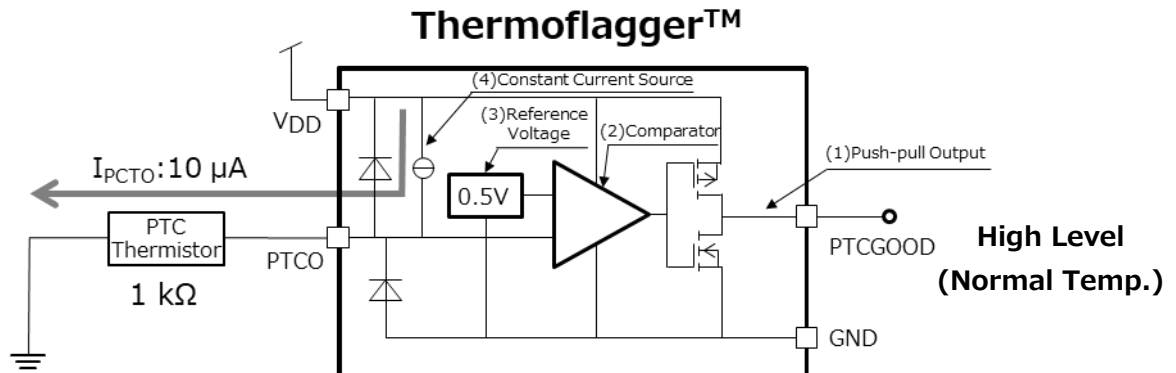 Thermoflagger™
(4)Constant Current Source
(3)Reference
Voltage
(2)Comparator
(1)Push-pull Output
VDD
IPCTO:10 μA
0.5V
PTC
Thermistor
1 kΩ
PTCO
PTCGOOD
High Level
(Normal Temp.)
GND